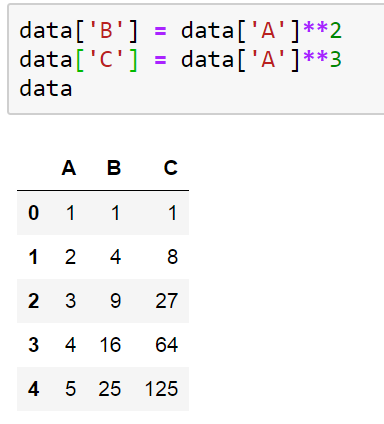 data['B'] = data['A']**2
data['C'] = data['A']**3
data
A B C
0 1 1 1
1 2 4 8
2 3 9 27
3 4 16 64
4 5 25 125